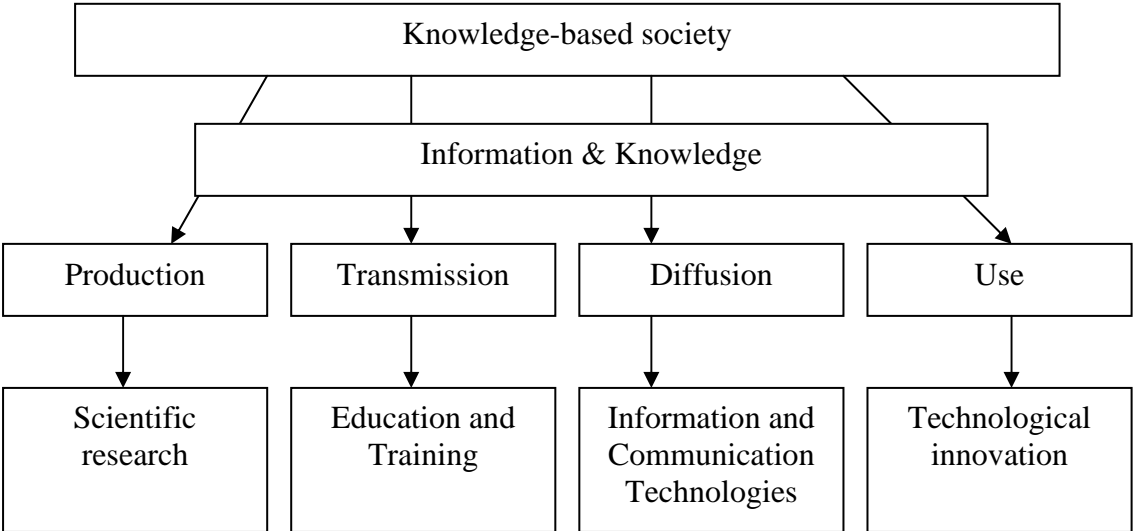 Knowledge-based society
Information & Knowledge
Production
Transmission
Diffusion
Use
Scientific
research
Education and
Training
Information and
Communication
Technologies
Technological
innovation